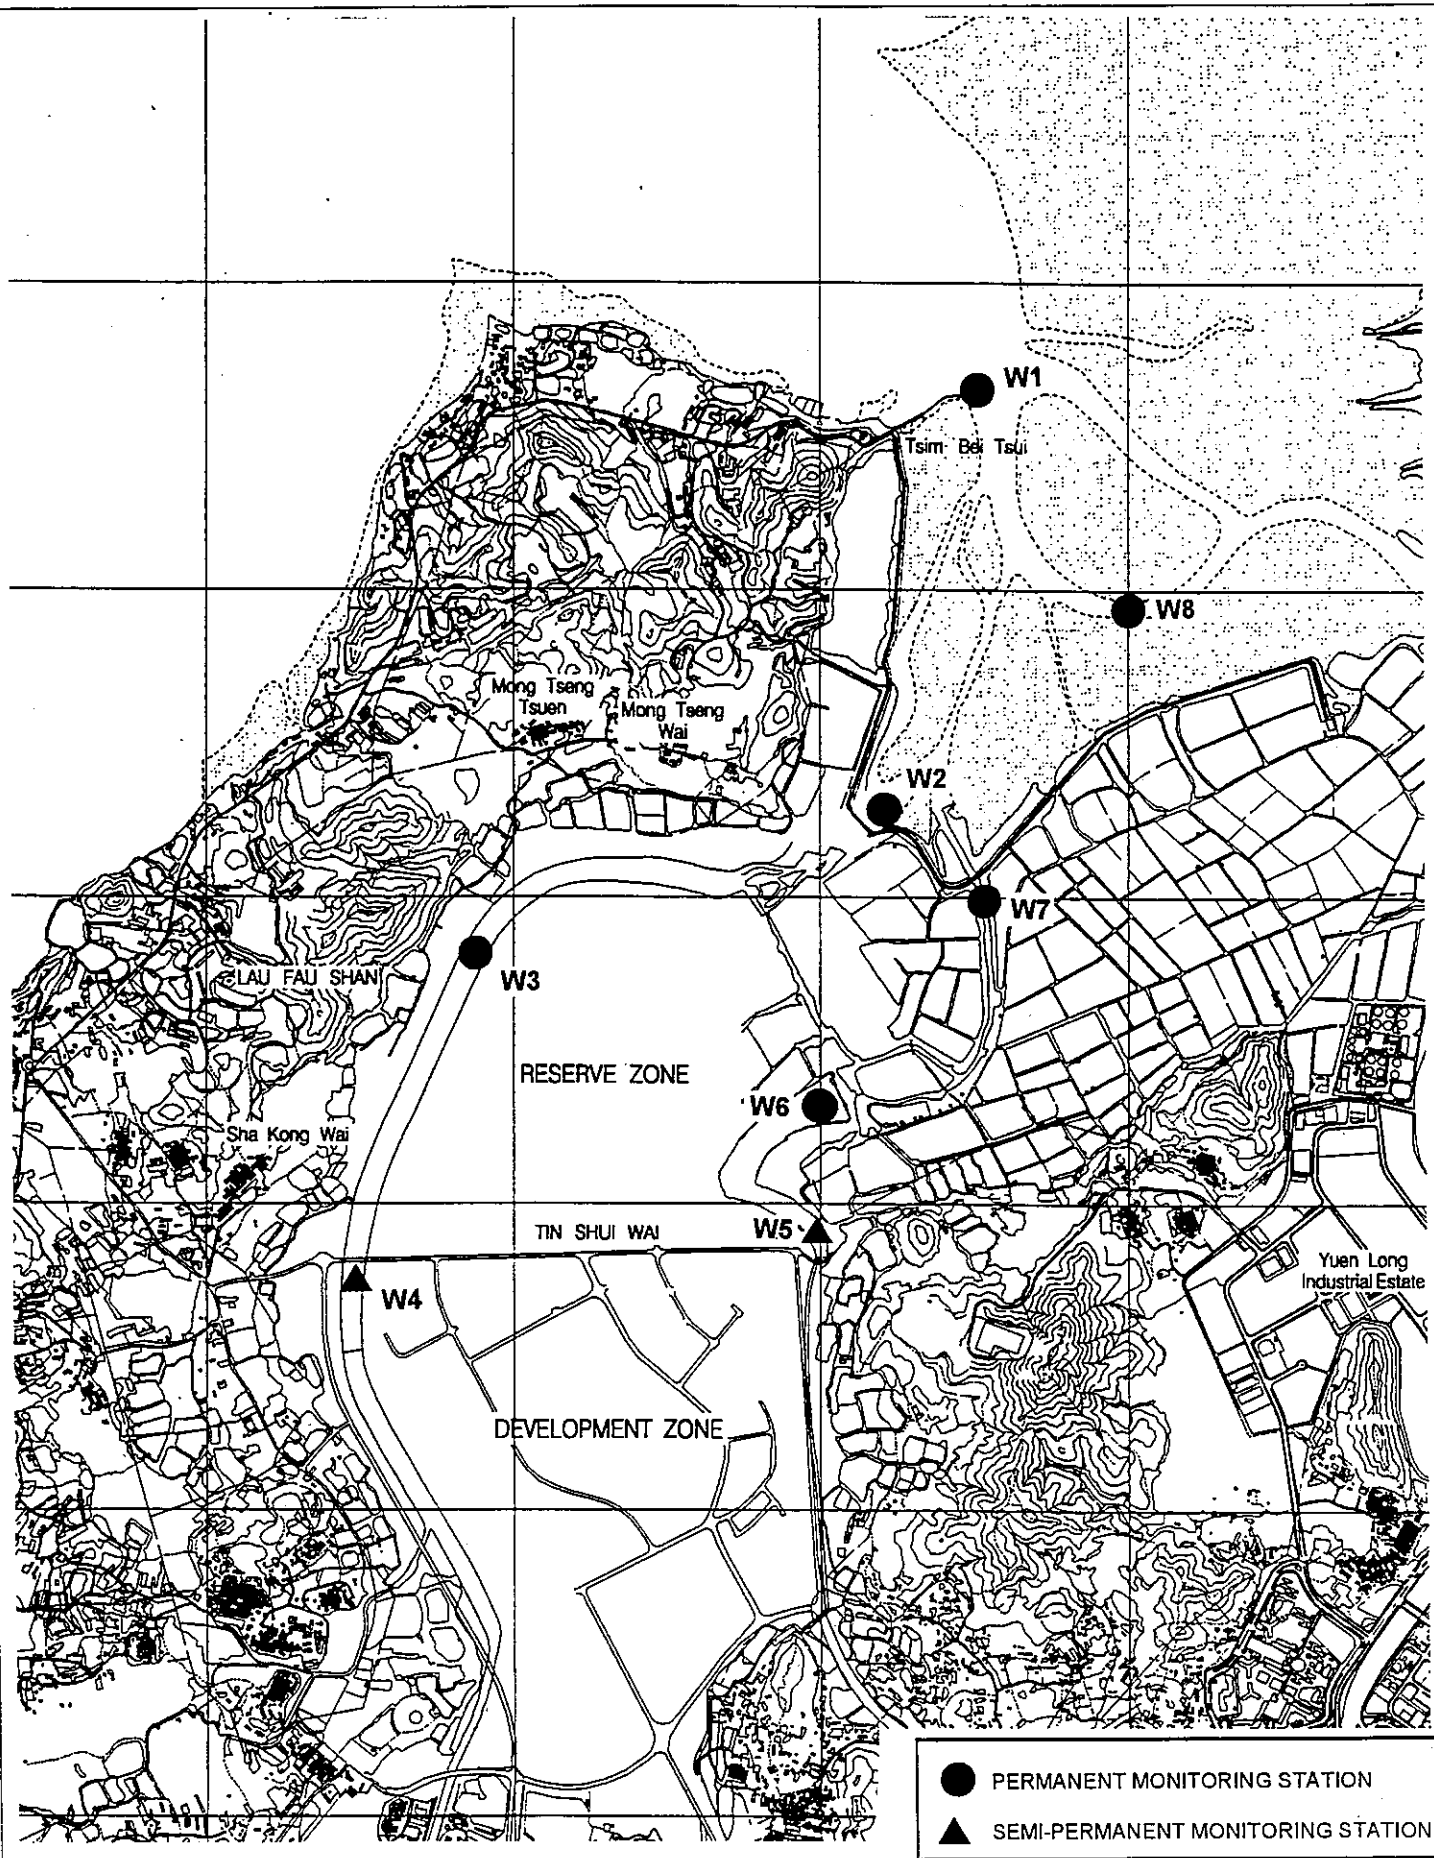 W1
Tsim Bei Tsui
W8
Mong Tseng
Tsuen
Mong Tseng
Wai
W2
W7
LAU FAU SHAN
W3
RESERVE ZONE
W6
Sha Kong Wai
TIN SHUI WAI
W5
Yuen Long
Industrial Estate
W4
DEVELOPMENT ZONE
PERMANENT MONITORING STATION
SEMI-PERMANENT MONITORING STATION